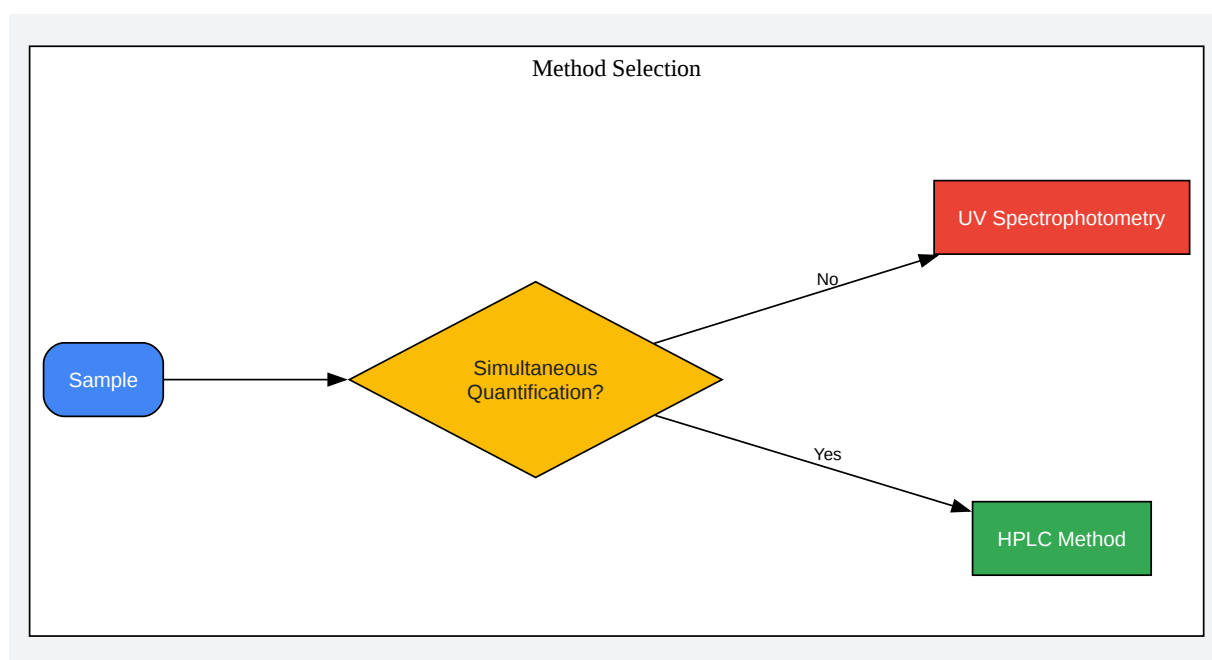 Method Selection
Sample
Simultaneous
Quantification?
No
UV Spectrophotometry
Yes
HPLC Method